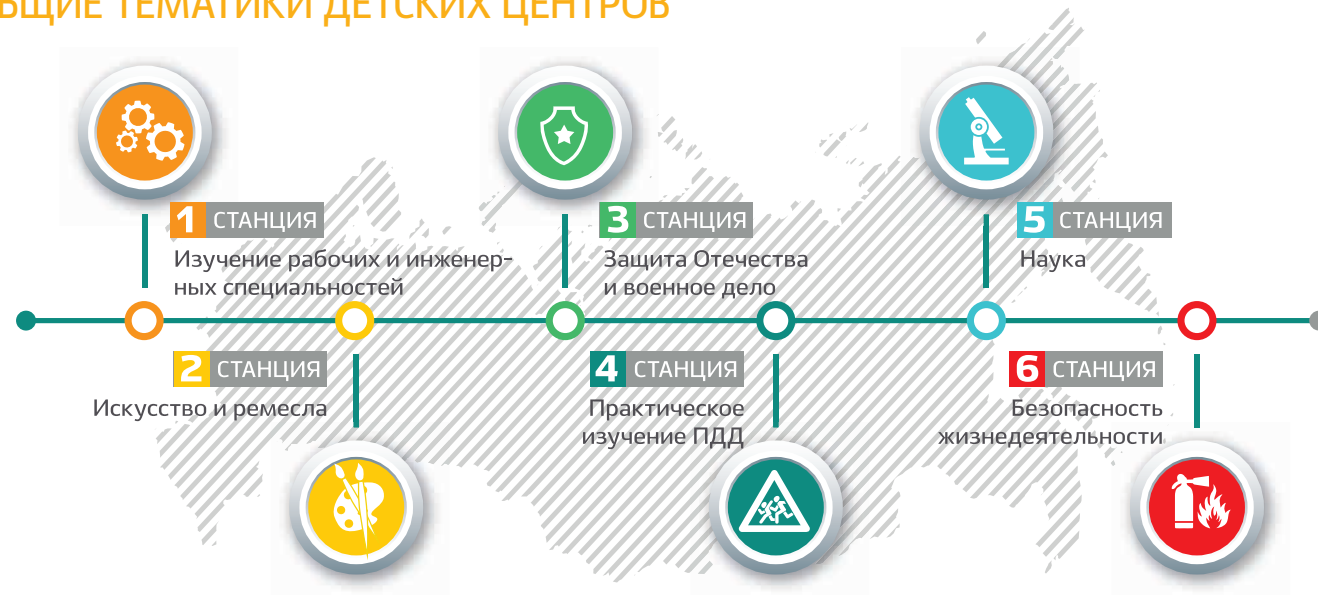 ТЕМАТИКИ ДЕТСКИХ ЦЕНТРОВ
1 СТАНЦИЯ
Изучение рабочих и инженер-
ных специальностей
2 СТАНЦИЯ
Искусство и ремесла
3 СТАНЦИЯ
Защита Отечества
и военное дело
4 СТАНЦИЯ
Практическое
изучение ПДД
5 СТАНЦИЯ
Наука
6 СТАНЦИЯ
Безопасность
жизнедеятельности